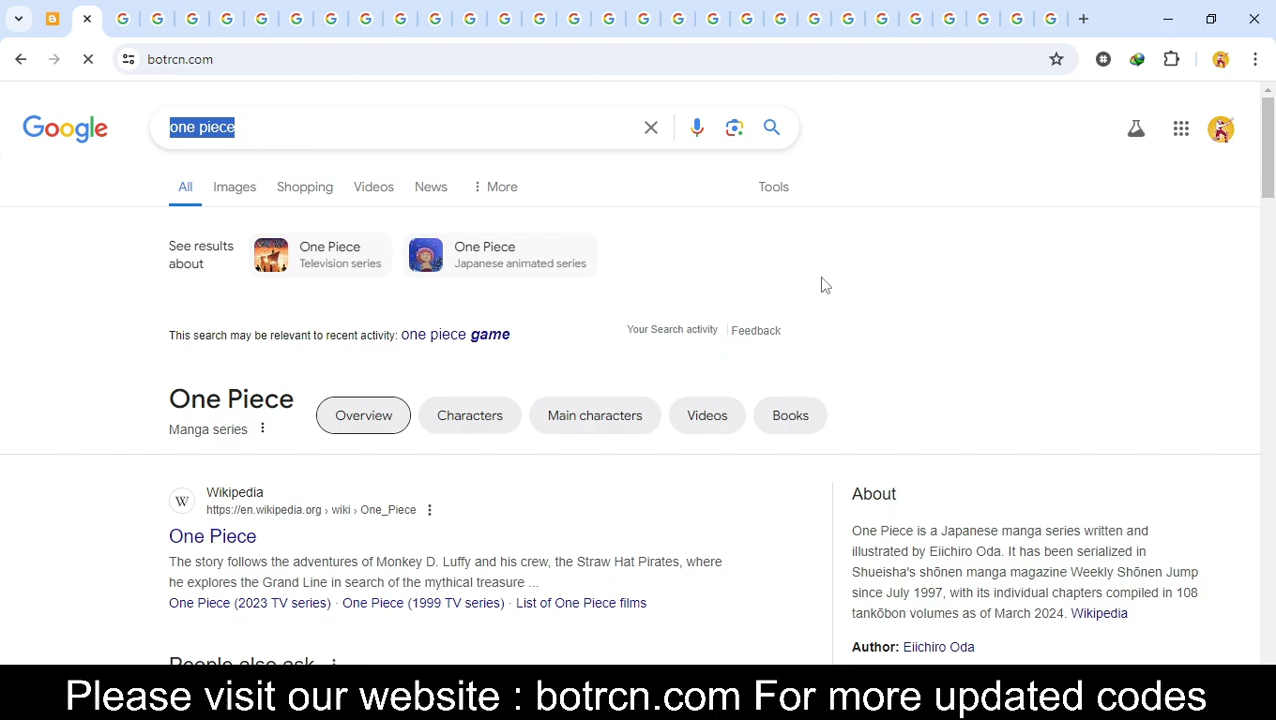 botrcn.com
Google
one piece
All Images Shopping Videos News More Tools
See results about
One Piece
Television series
One Piece
Japanese animated series
This search may be relevant to recent activity: one piece game
Your Search activity Feedback
One Piece
Manga series
Overview Characters Main characters Videos Books
W
Wikipedia
https://en.wikipedia.org › wiki › One_Piece
One Piece
The story follows the adventures of Monkey D. Luffy and his crew, the Straw Hat Pirates, where
he explores the Grand Line in search of the mythical treasure ...
One Piece (2023 TV series) · One Piece (1999 TV series) · List of One Piece films
People also ask
About
One Piece is a Japanese manga series written and
illustrated by Eiichiro Oda. It has been serialized in
Shueisha's shōnen manga magazine Weekly Shōnen Jump
since July 1997, with its individual chapters compiled in 108
tankōbon volumes as of March 2024. Wikipedia
Author: Eiichiro Oda
Please visit our website : botrcn.com For more updated codes